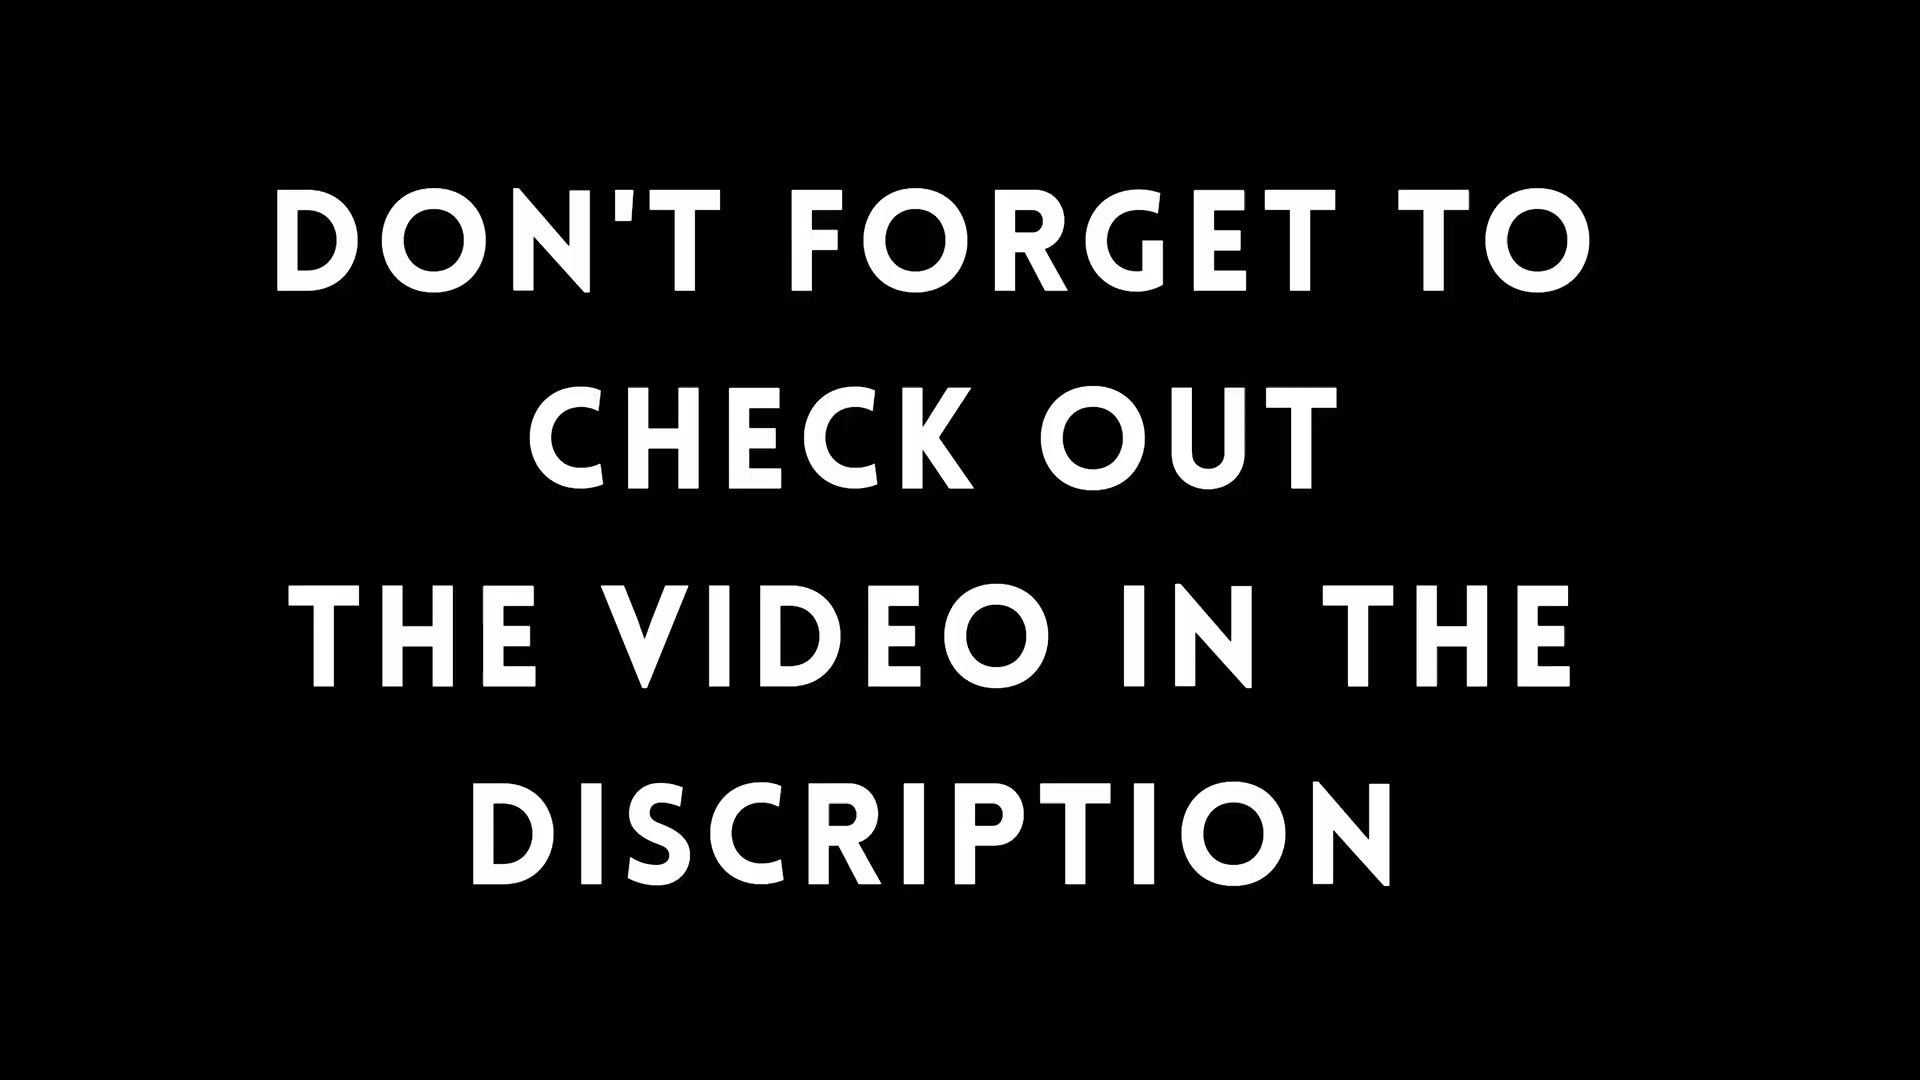 DON'T FORGET TO
CHECK OUT
THE VIDEO IN THE
DISCRIPTION